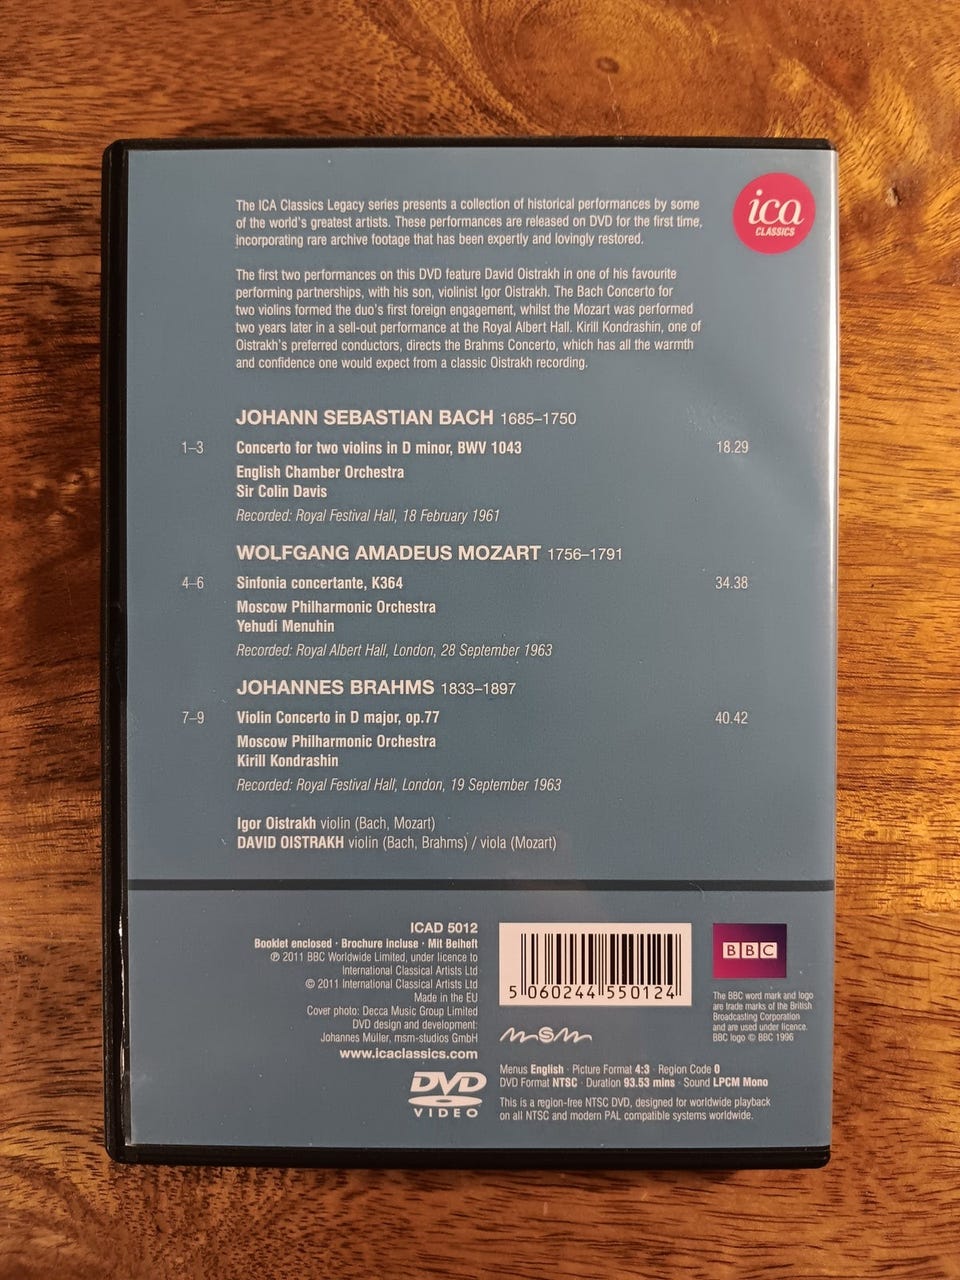 ica
CLASSICS
The ICA Classics Legacy series presents a collection of historical performances by some
of the world's greatest artists. These performances are released on DVD for the first time,
incorporating rare archive footage that has been expertly and lovingly restored.
The first two performances on this DVD feature David Oistrakh in one of his favourite
performing partnerships, with his son, violinist Igor Oistrakh. The Bach Concerto for
two violins formed the duo's first foreign engagement, whilst the Mozart was performed
two years later in a sell-out performance at the Royal Albert Hall. Kirill Kondrashin, one of
Oistrakh's preferred conductors, directs the Brahms Concerto, which has all the warmth
and confidence one would expect from a classic Oistrakh recording.
JOHANN SEBASTIAN BACH 1685–1750
1–3 Concerto for two violins in D minor, BWV 1043 18.29
English Chamber Orchestra
Sir Colin Davis
Recorded: Royal Festival Hall, 18 February 1961
WOLFGANG AMADEUS MOZART 1756–1791
4–6 Sinfonia concertante, K364 34.38
Moscow Philharmonic Orchestra
Yehudi Menuhin
Recorded: Royal Albert Hall, London, 28 September 1963
JOHANNES BRAHMS 1833–1897
7–9 Violin Concerto in D major, op.77 40.42
Moscow Philharmonic Orchestra
Kirill Kondrashin
Recorded: Royal Festival Hall, London, 19 September 1963
Igor Oistrakh violin (Bach, Mozart)
DAVID OISTRAKH violin (Bach, Brahms) / viola (Mozart)
ICAD 5012
Booklet enclosed · Brochure incluse · Mit Beiheft
℗ 2011 BBC Worldwide Limited, under licence to
International Classical Artists Ltd
© 2011 International Classical Artists Ltd
Made in the EU
Cover photo: Decca Music Group Limited
DVD design and development:
Johannes Müller, msm-studios GmbH
www.icaclassics.com
DVD
VIDEO
5 060244 550124
msm
BBC
The BBC word mark and logo
are trade marks of the British
Broadcasting Corporation
and are used under licence.
BBC logo © BBC 1996
Menus English · Picture Format 4:3 · Region Code 0
DVD Format NTSC · Duration 93.53 mins · Sound LPCM Mono
This is a region-free NTSC DVD, designed for worldwide playback
on all NTSC and modern PAL compatible systems worldwide.